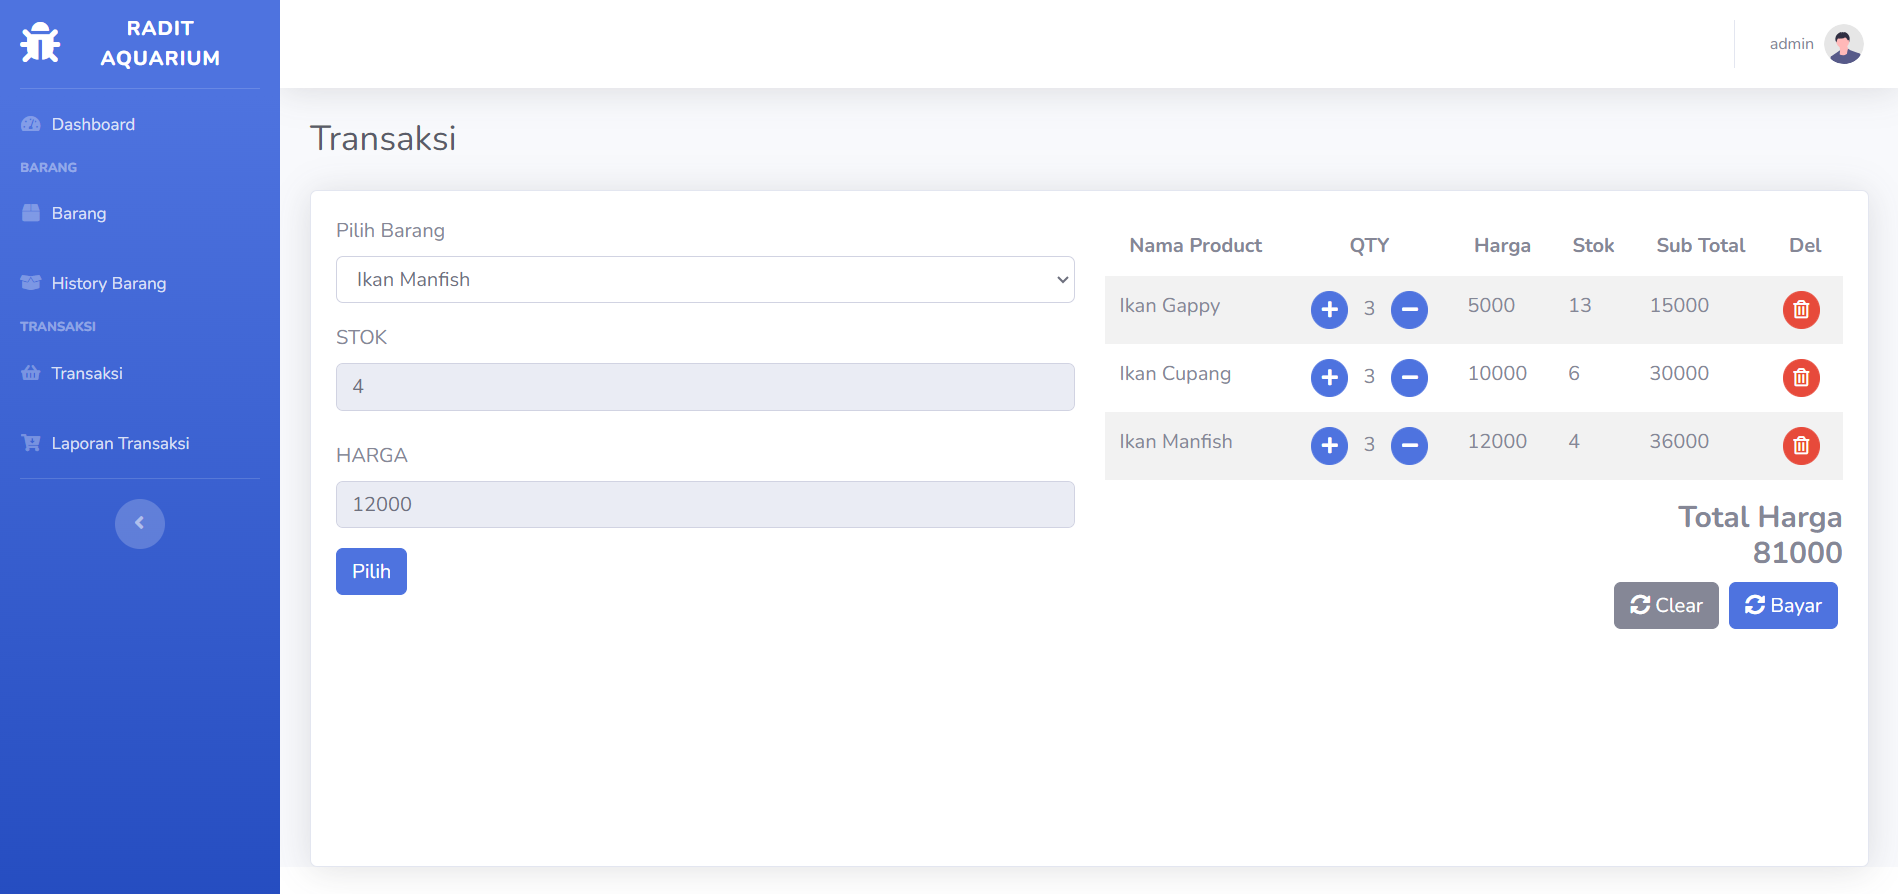 RADIT
AQUARIUM
Dashboard
BARANG
Barang
History Barang
TRANSAKSI
Transaksi
Laporan Transaksi
admin
Transaksi
Pilih Barang
Ikan Manfish
STOK
4
HARGA
12000
Pilih
Nama Product QTY Harga Stok Sub Total Del
Ikan Gappy 3 5000 13 15000
Ikan Cupang 3 10000 6 30000
Ikan Manfish 3 12000 4 36000
Total Harga
81000
Clear Bayar